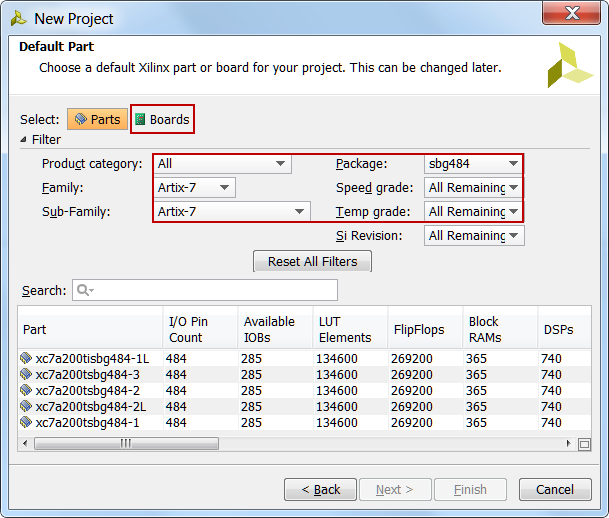 New Project
Default Part
Choose a default Xilinx part or board for your project. This can be changed later.
Select: Parts Boards
Filter
Product category: All Package: sbg484
Family: Artix-7 Speed grade: All Remaining
Sub-Family: Artix-7 Temp grade: All Remaining
Si Revision: All Remaining
Reset All Filters
Search:
Part I/O Pin Count Available IOBs LUT Elements FlipFlops Block RAMs DSPs
xc7a200tisbg484-1L 484 285 134600 269200 365 740
xc7a200tsbg484-3 484 285 134600 269200 365 740
xc7a200tsbg484-2 484 285 134600 269200 365 740
xc7a200tsbg484-2L 484 285 134600 269200 365 740
xc7a200tsbg484-1 484 285 134600 269200 365 740
< Back Next > Finish Cancel